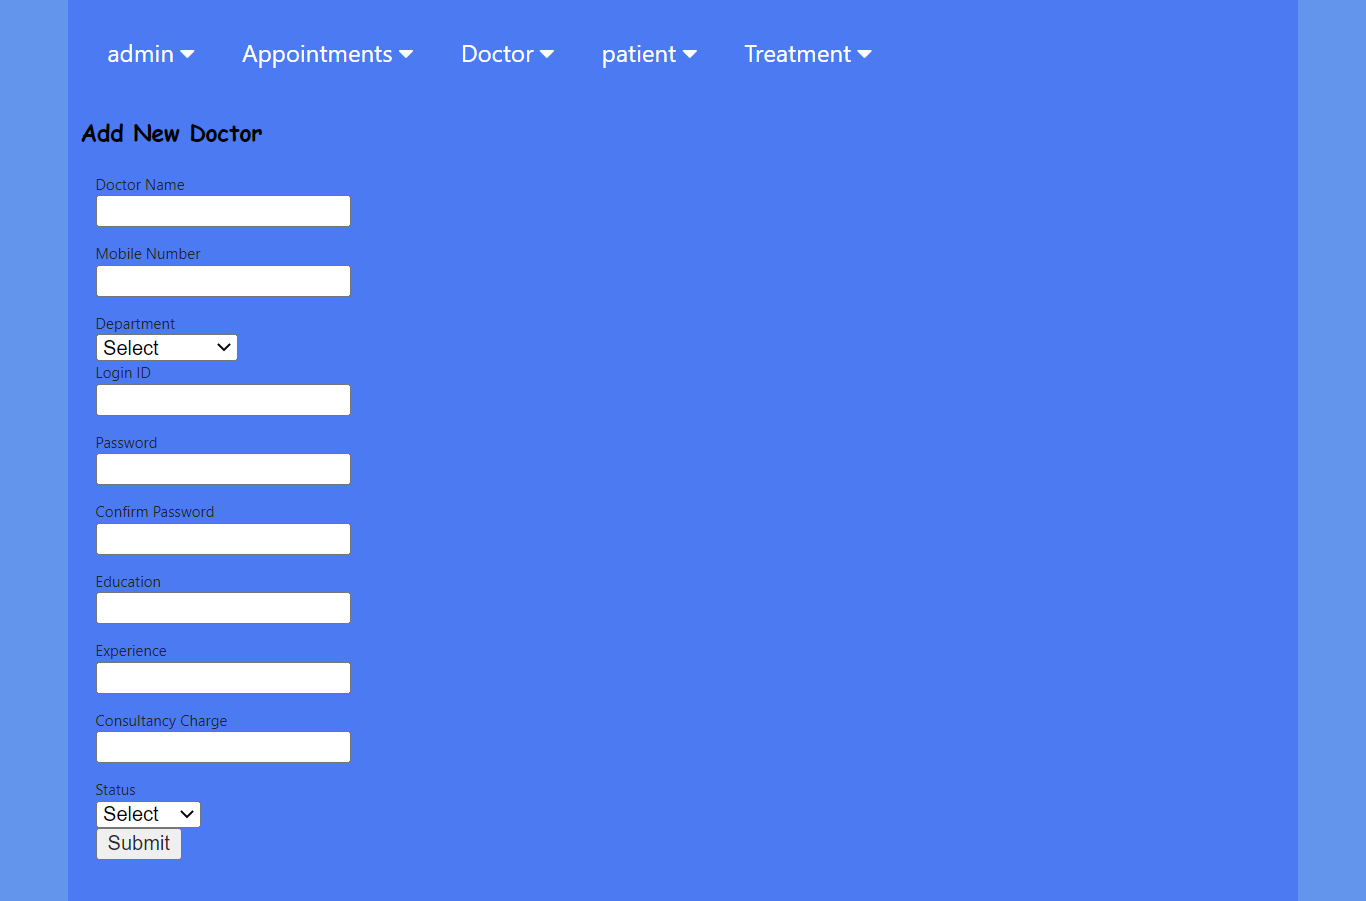 admin Appointments Doctor patient Treatment
Add New Doctor
Doctor Name
Mobile Number
Department
Select
Login ID
Password
Confirm Password
Education
Experience
Consultancy Charge
Status
Select
Submit